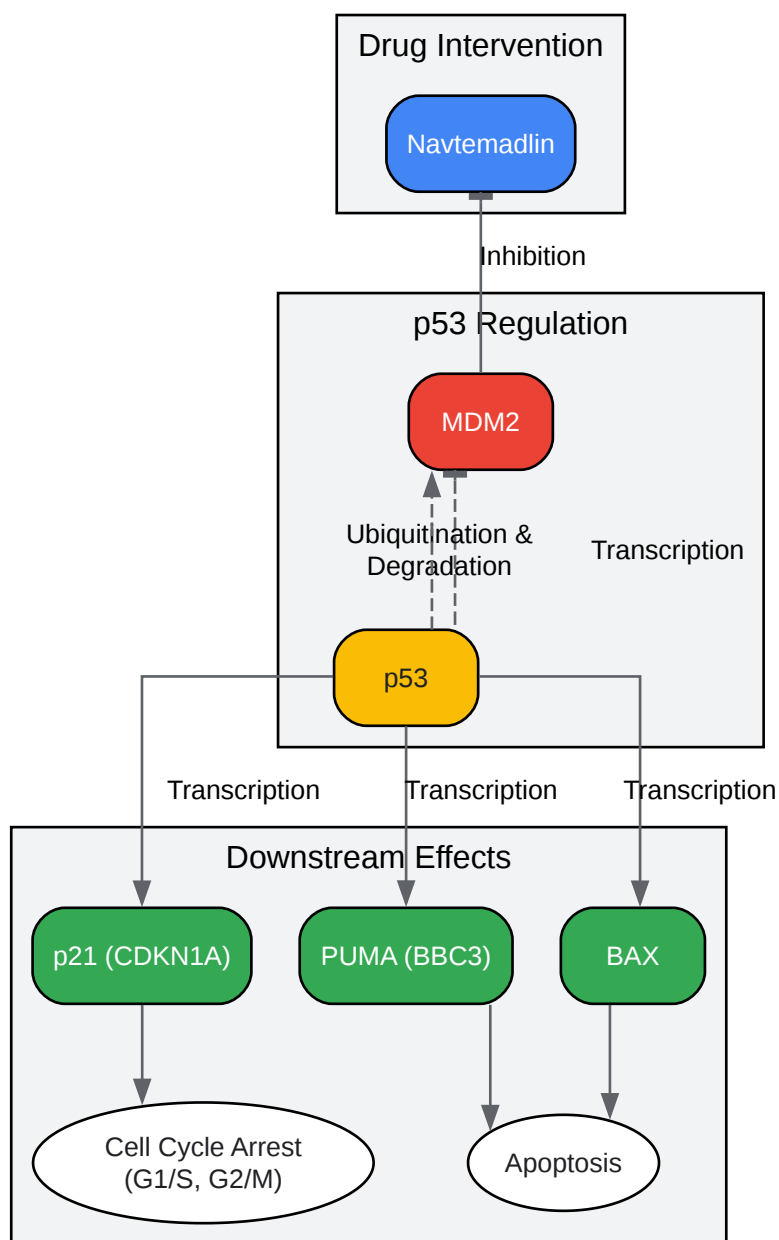 Drug Intervention
Navtemadlin
Inhibition
p53 Regulation
MDM2
Ubiquitination &
Degradation
Transcription
p53
Transcription
Transcription
Transcription
Downstream Effects
p21 (CDKN1A)
PUMA (BBC3)
BAX
Cell Cycle Arrest
(G1/S, G2/M)
Apoptosis